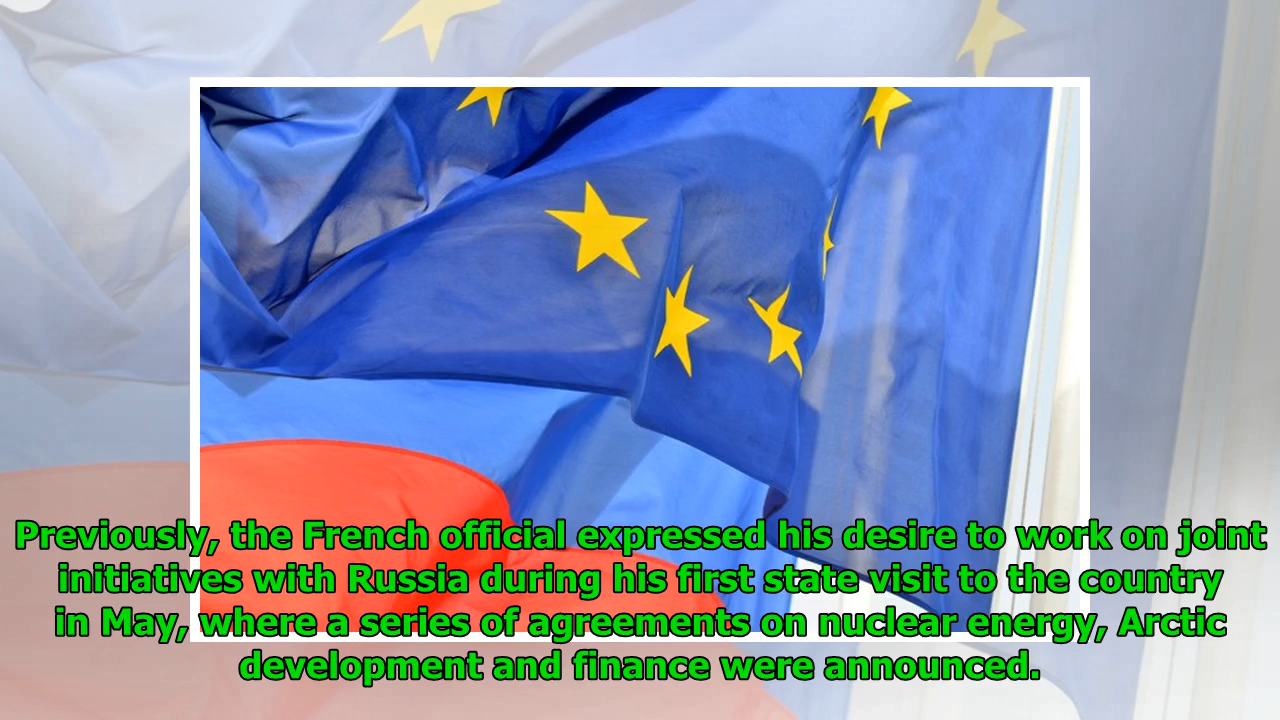 Previously, the French official expressed his desire to work on joint
initiatives with Russia during his first state visit to the country
in May, where a series of agreements on nuclear energy, Arctic
development and finance were announced.